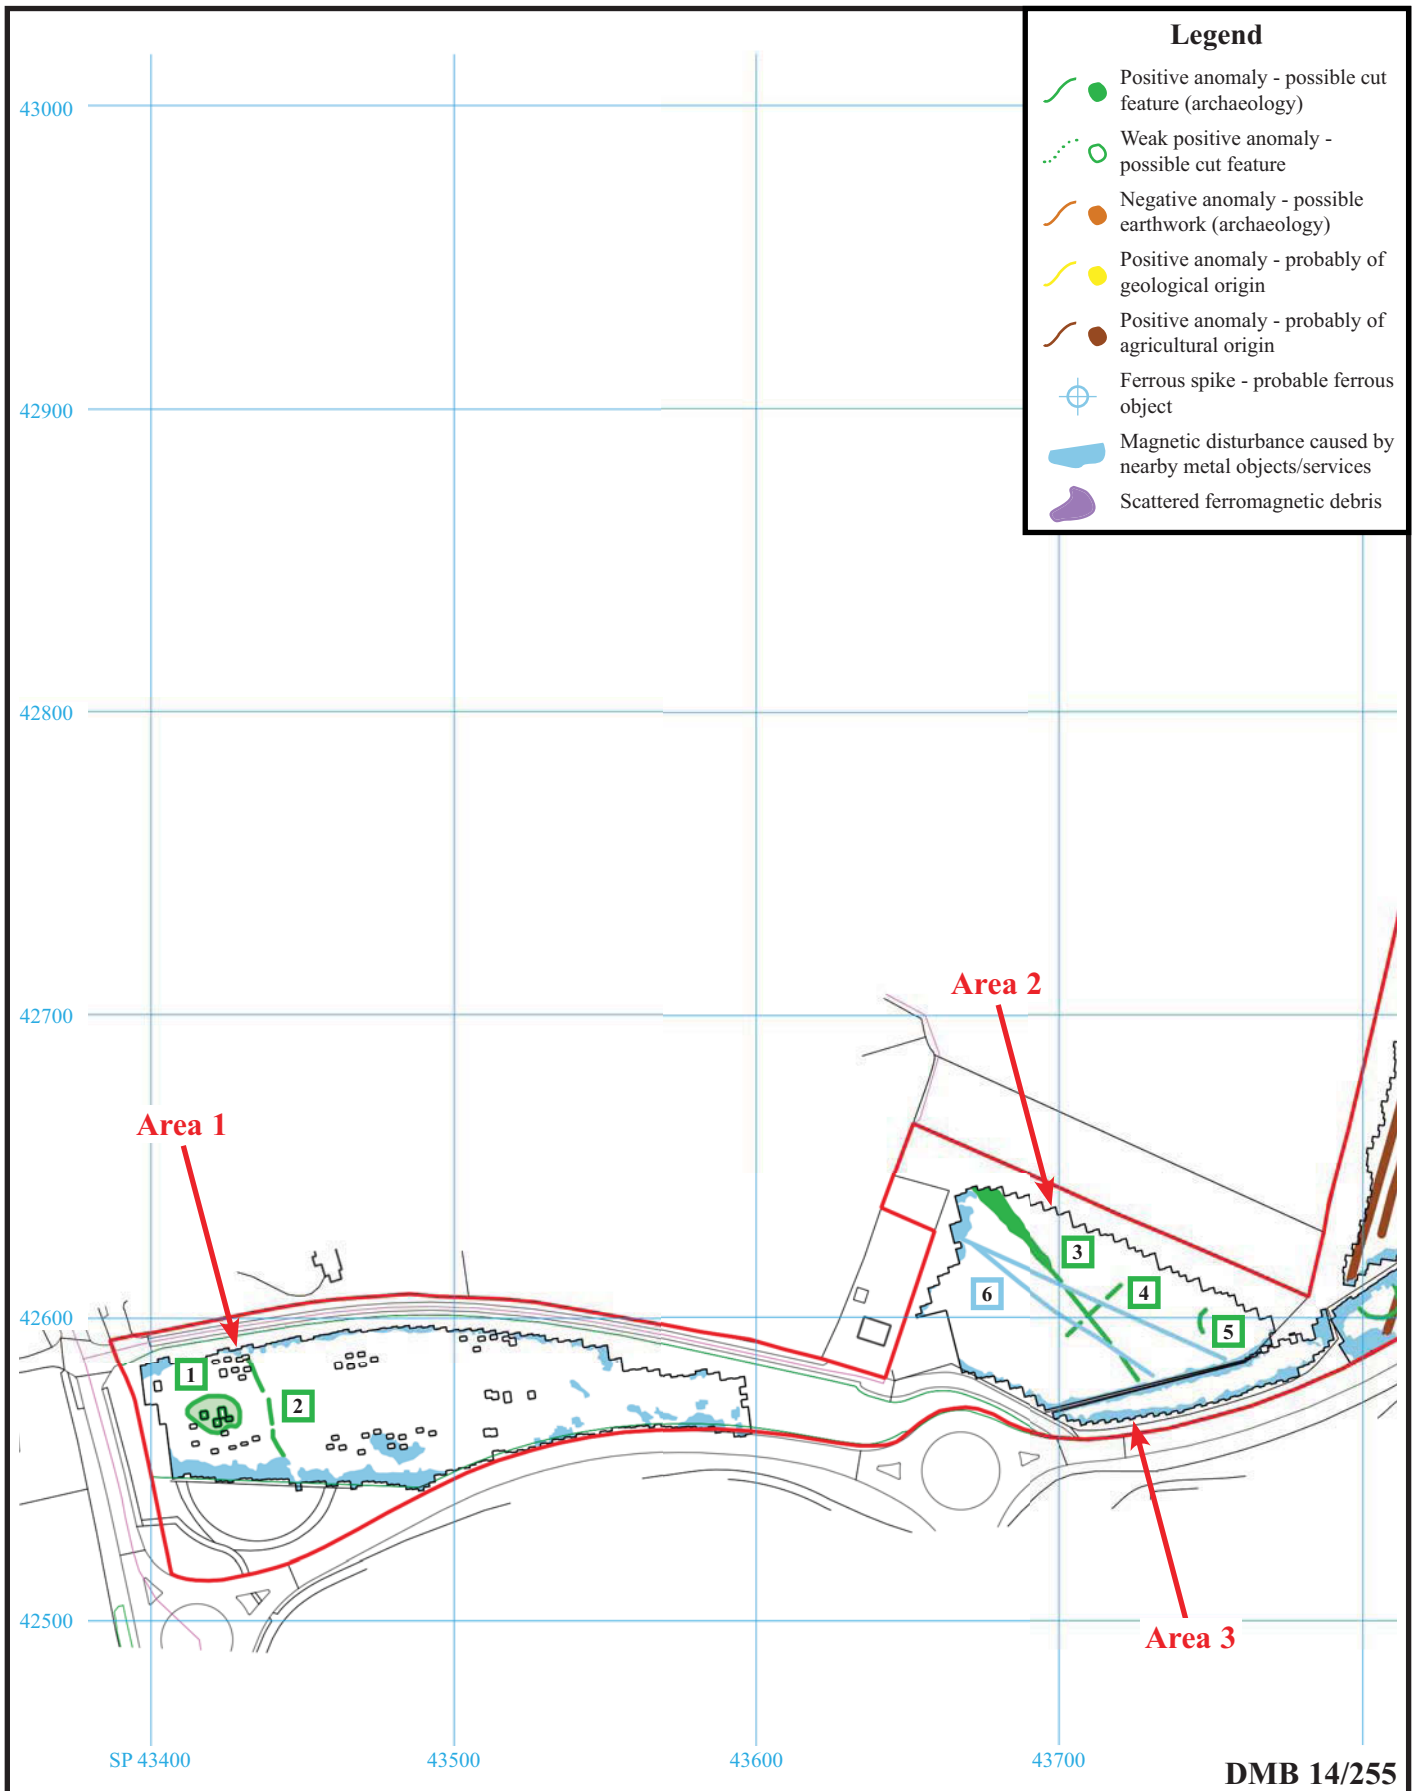 Legend
Positive anomaly - possible cut
feature (archaeology)
Weak positive anomaly -
possible cut feature
Negative anomaly - possible
earthwork (archaeology)
Positive anomaly - probably of
geological origin
Positive anomaly - probably of
agricultural origin
Ferrous spike - probable ferrous
object
Magnetic disturbance caused by
nearby metal objects/services
Scattered ferromagnetic debris
43000
42900
42800
42700
42600
42500
Area 2
Area 1
3
4
6
5
1
2
Area 3
SP 43400
43500
43600
43700
DMB 14/255